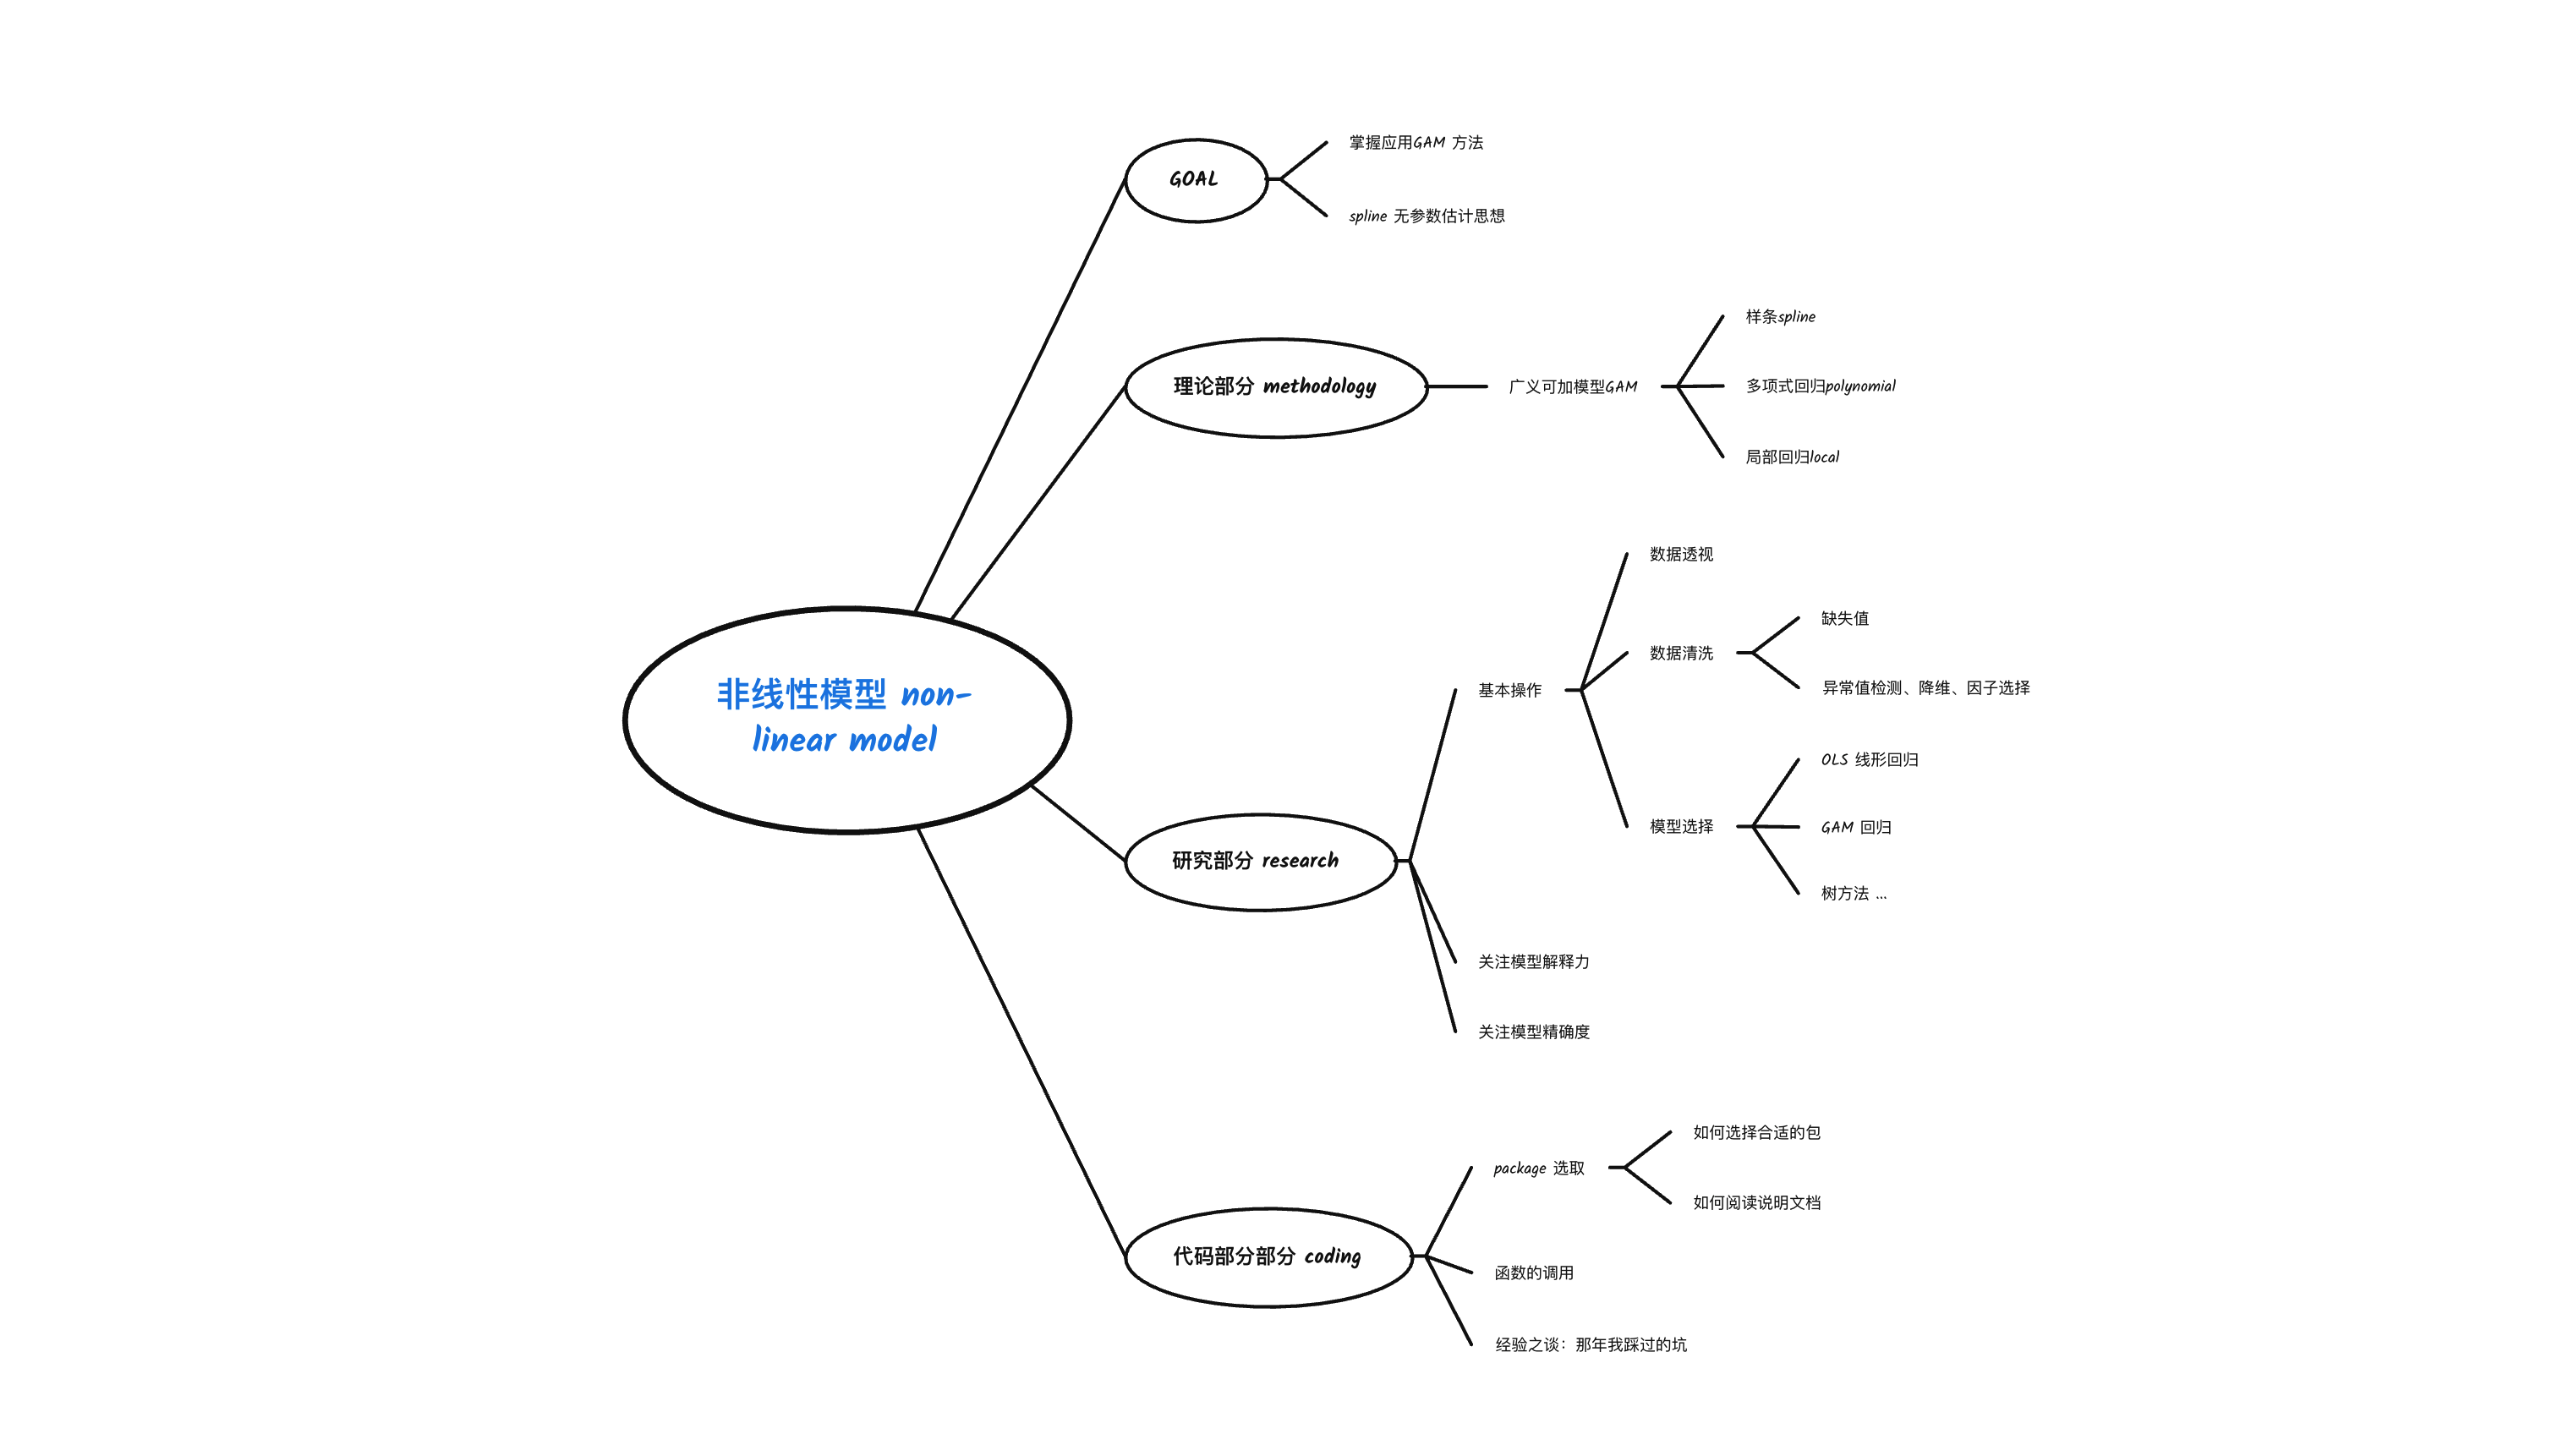 非线性模型 non-
linear model
GOAL
掌握应用GAM 方法
spline 无参数估计思想
理论部分 methodology
广义可加模型GAM
样条spline
多项式回归polynomial
局部回归local
研究部分 research
基本操作
数据透视
数据清洗
缺失值
异常值检测、降维、因子选择
模型选择
OLS 线形回归
GAM 回归
树方法 ...
关注模型解释力
关注模型精确度
代码部分部分 coding
package 选取
如何选择合适的包
如何阅读说明文档
函数的调用
经验之谈：那年我踩过的坑